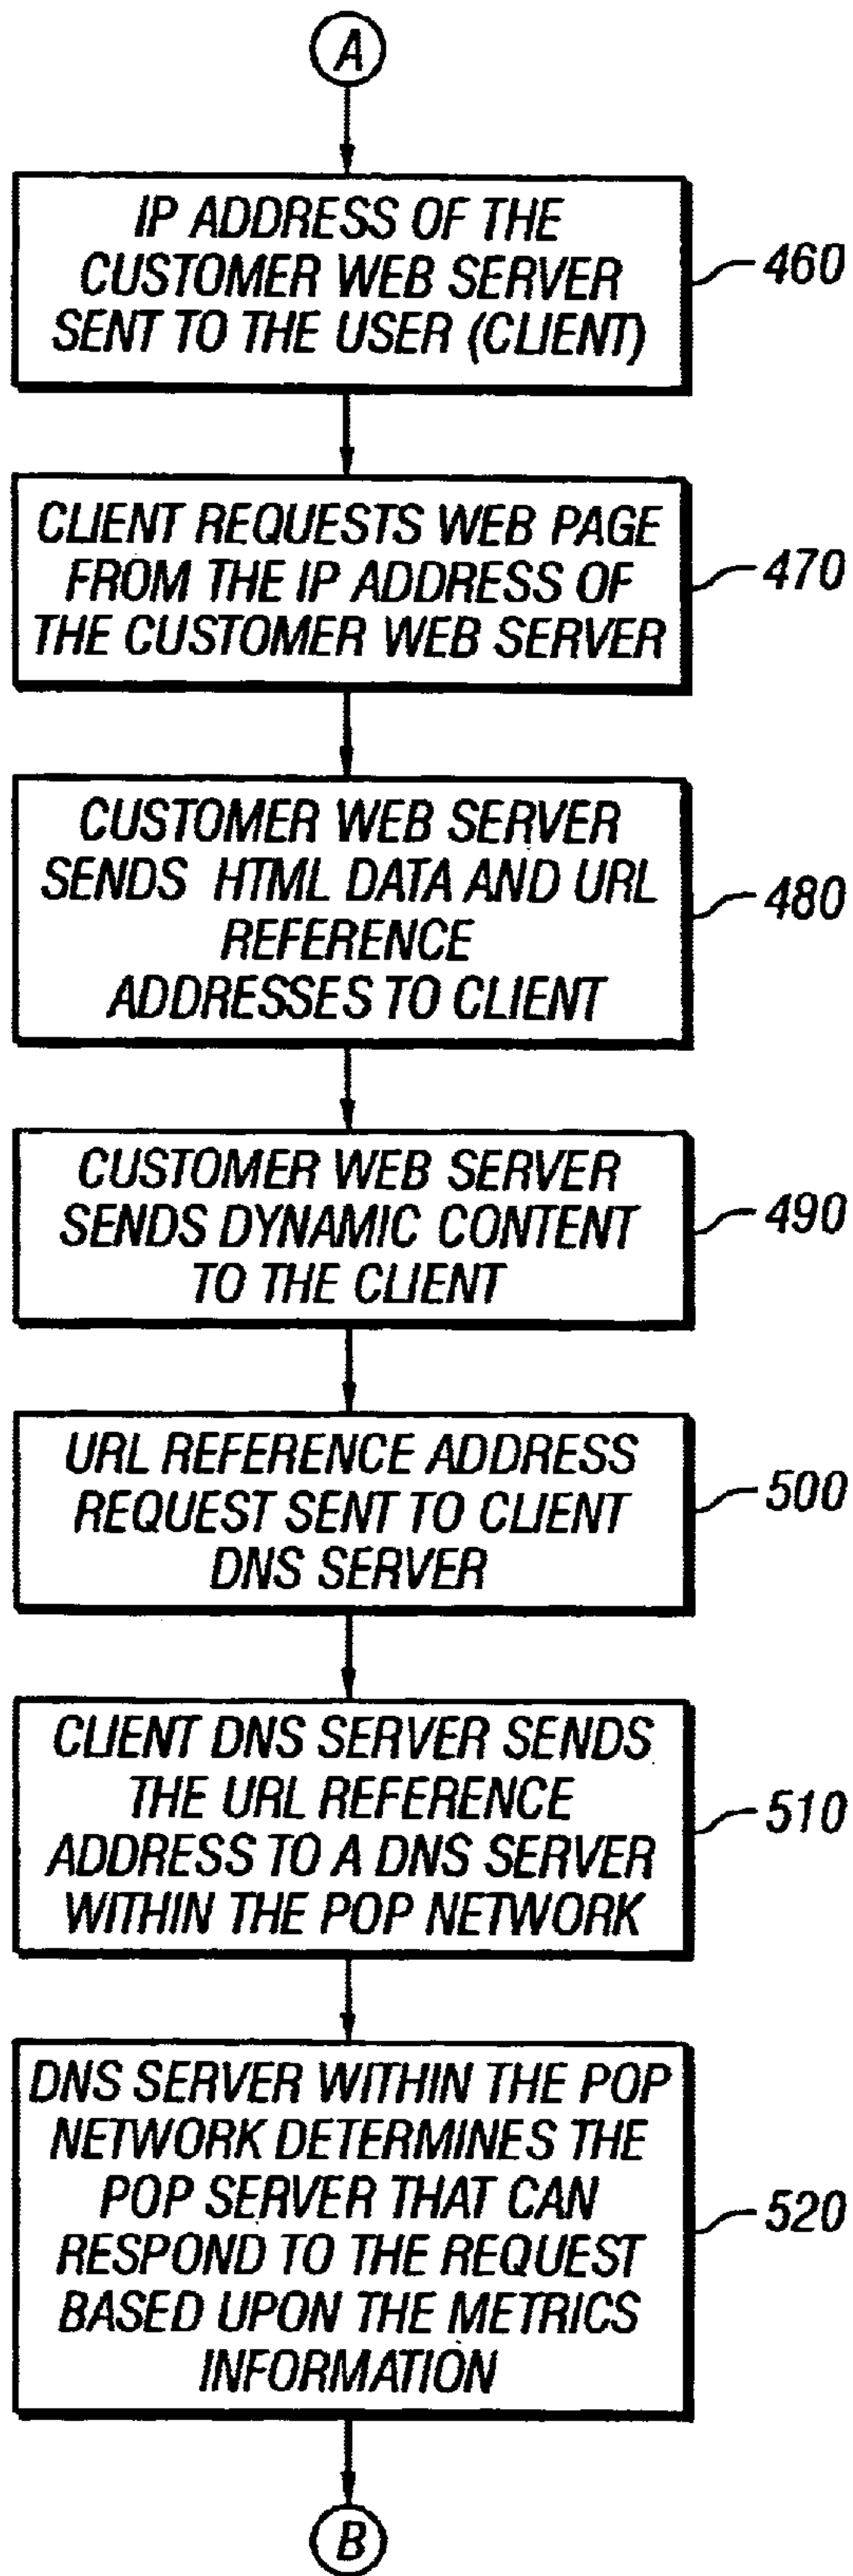 A
IP ADDRESS OF THE
CUSTOMER WEB SERVER
SENT TO THE USER (CLIENT)
460
CLIENT REQUESTS WEB PAGE
FROM THE IP ADDRESS OF
THE CUSTOMER WEB SERVER
470
CUSTOMER WEB SERVER
SENDS HTML DATA AND URL
REFERENCE
ADDRESSES TO CLIENT
480
CUSTOMER WEB SERVER
SENDS DYNAMIC CONTENT
TO THE CLIENT
490
URL REFERENCE ADDRESS
REQUEST SENT TO CLIENT
DNS SERVER
500
CLIENT DNS SERVER SENDS
THE URL REFERENCE
ADDRESS TO A DNS SERVER
WITHIN THE POP NETWORK
510
DNS SERVER WITHIN THE POP
NETWORK DETERMINES THE
POP SERVER THAT CAN
RESPOND TO THE REQUEST
BASED UPON THE METRICS
INFORMATION
520
B